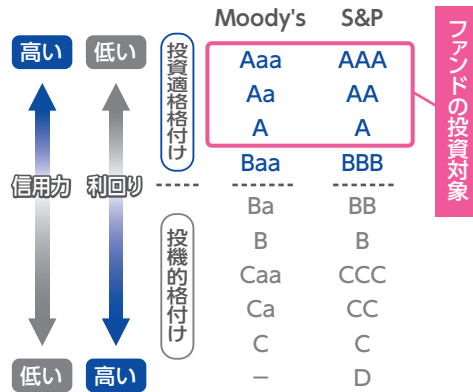 Moody's S&P
高い 低い
投資適格格付け
Aaa AAA
Aa AA
A A
Baa BBB
ファンドの投資対象
信用力 利回り
投機的格付け
Ba BB
B B
Caa CCC
Ca CC
C C
– D
低い 高い